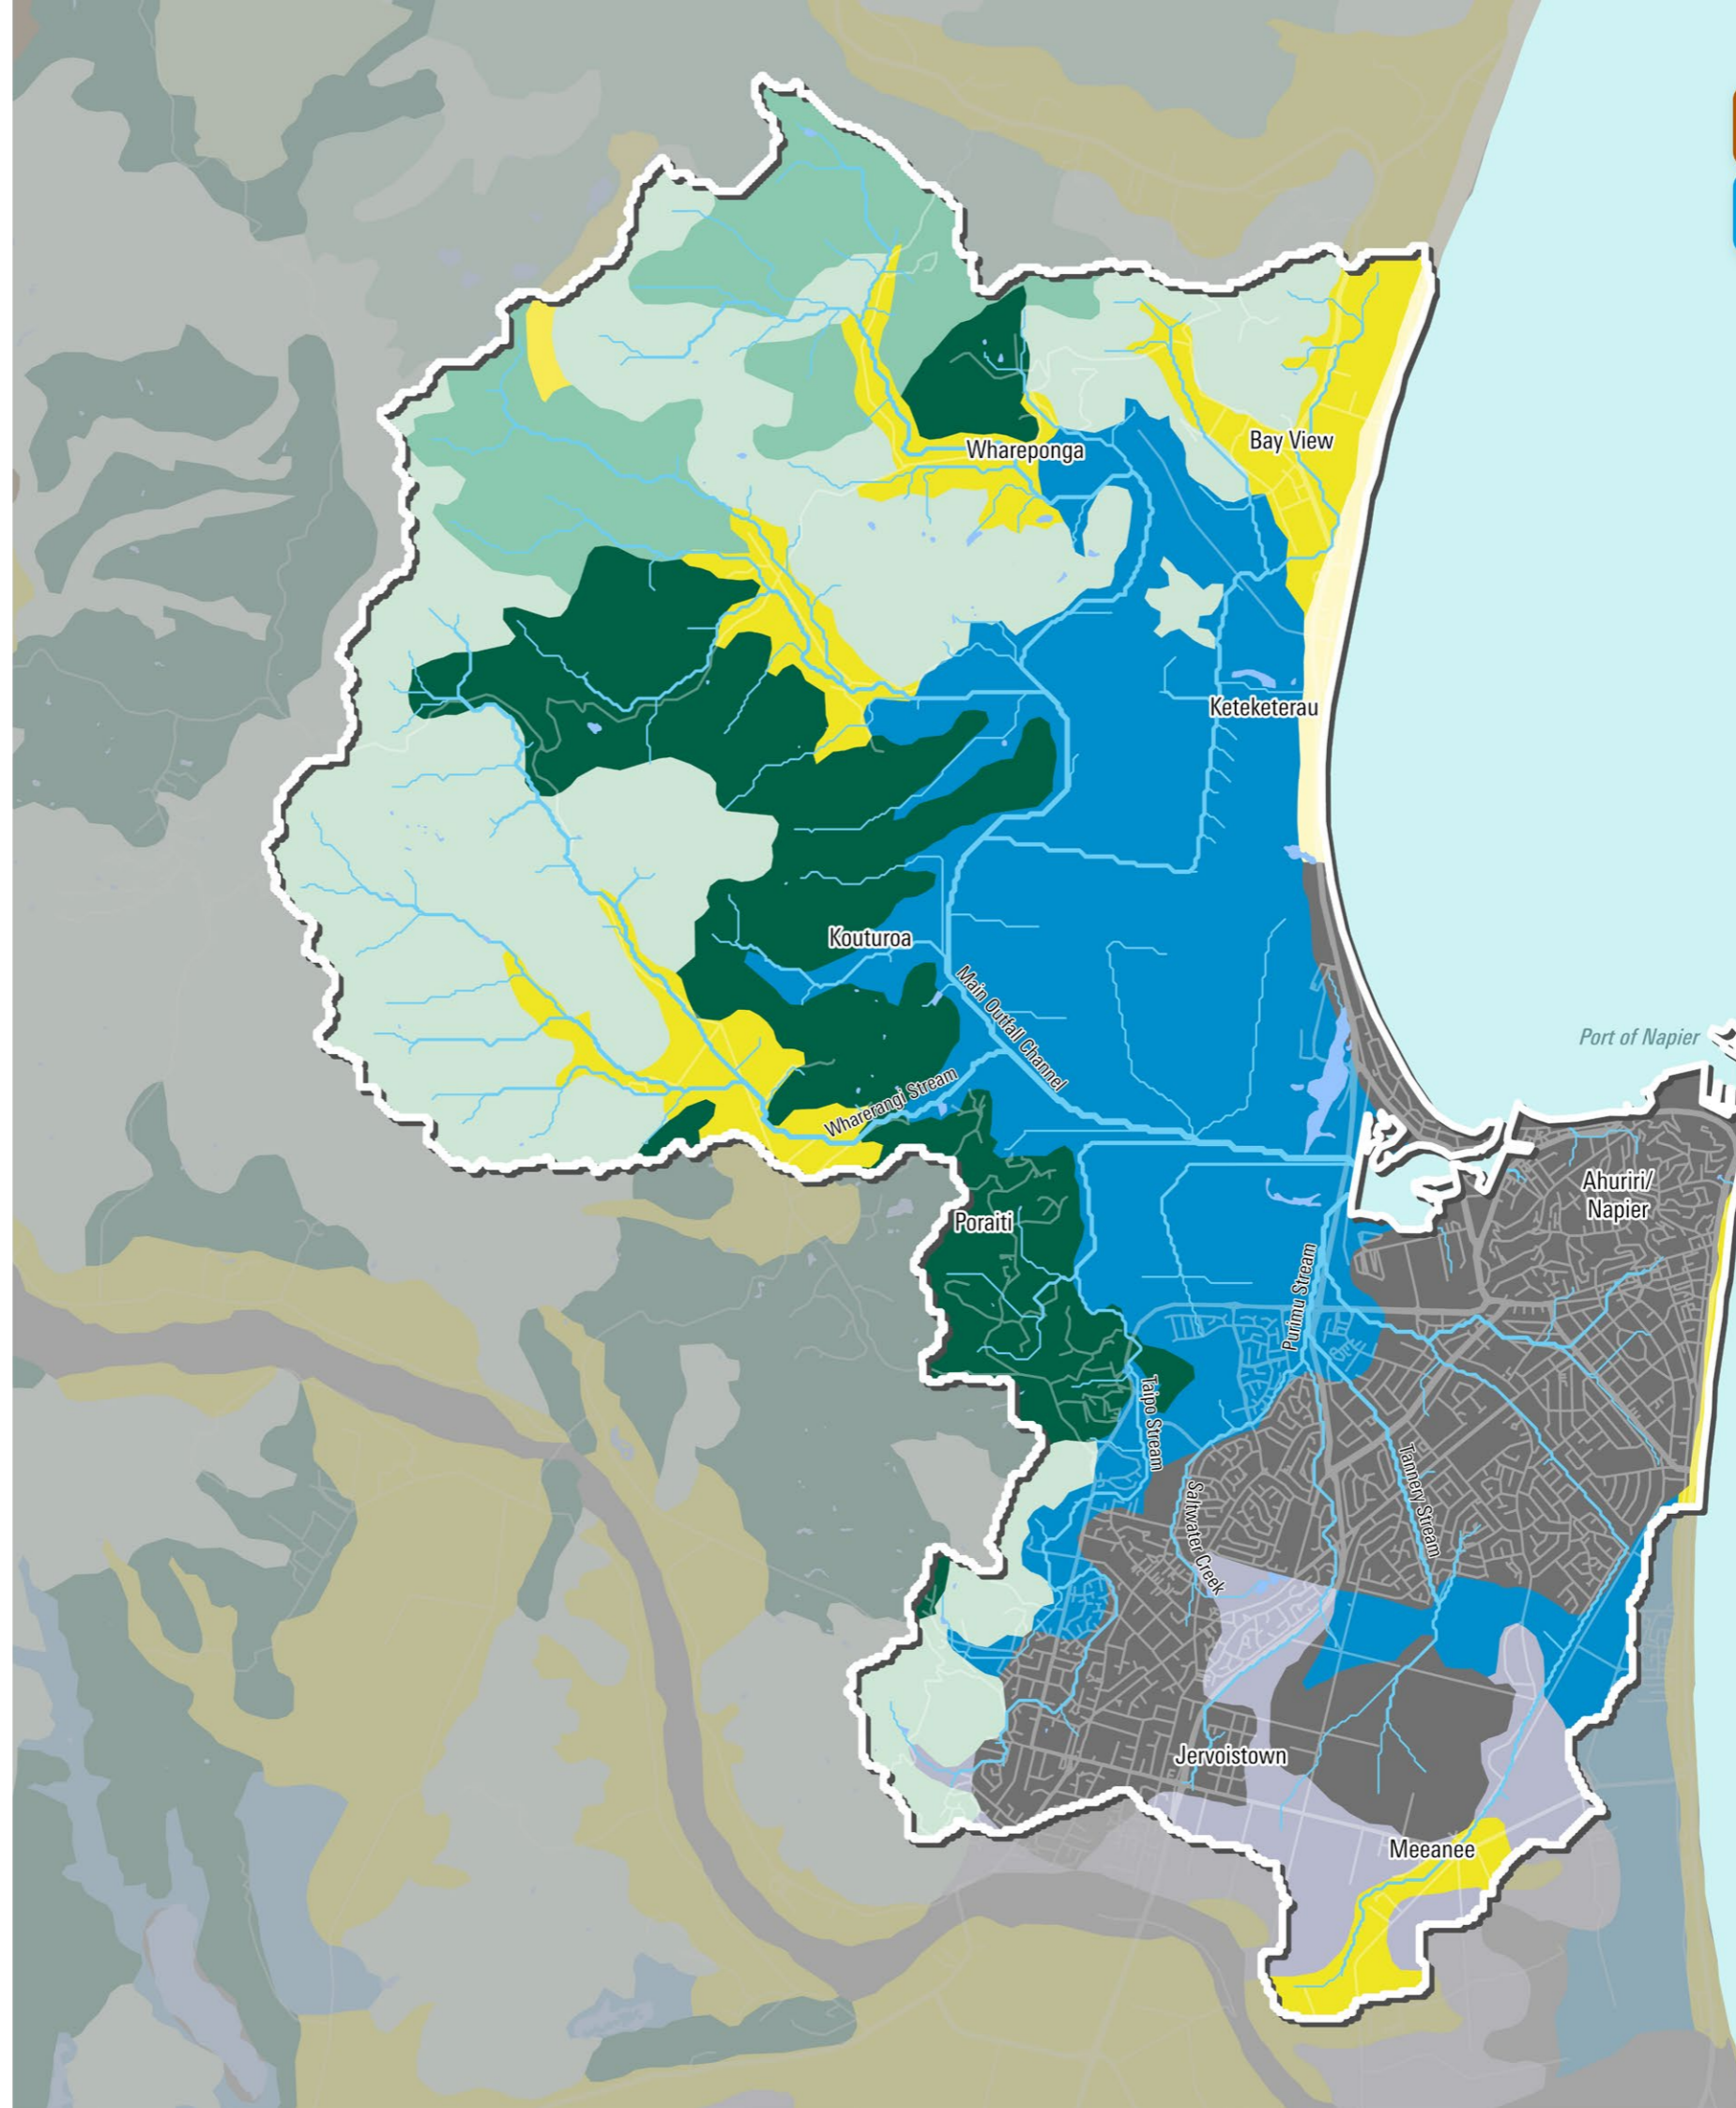 Whareponga
Bay View
Keteketerau
Kouturoa
Main Outfall Channel
Port of Napier
Wharerangi Stream
Ahuriri/
Napier
Poraiti
Purimu Stream
Taipo Stream
Tannery Stream
Saltwater Creek
Jervoistown
Meeanee